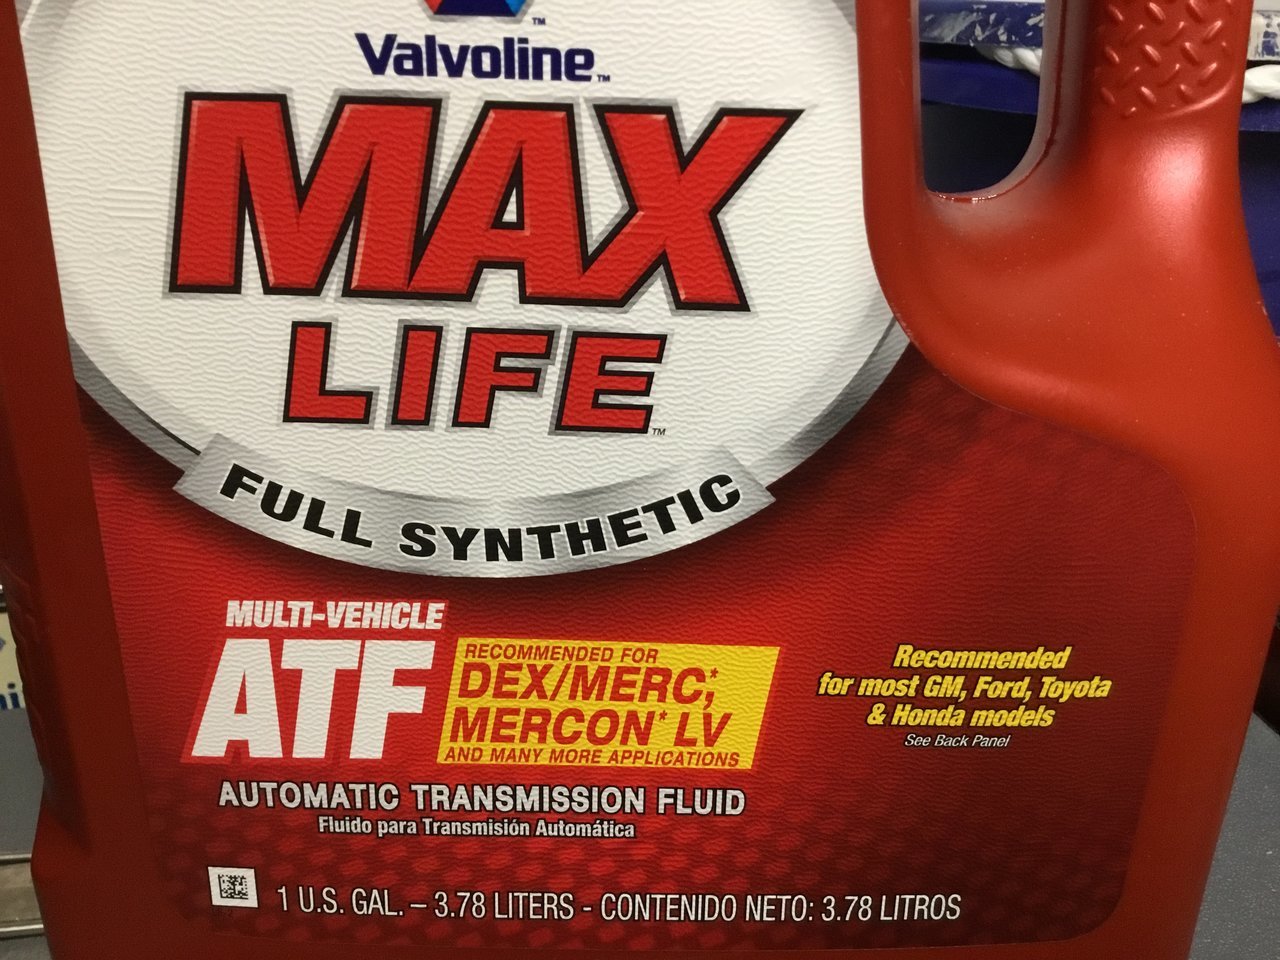 Valvoline™
MAX
LIFE™
FULL SYNTHETIC
MULTI-VEHICLE
ATF
RECOMMENDED FOR
DEX/MERC,*
MERCON* LV
AND MANY MORE APPLICATIONS
Recommended
for most GM, Ford, Toyota
& Honda models
See Back Panel
AUTOMATIC TRANSMISSION FLUID
Fluido para Transmisión Automática
1 U.S. GAL. – 3.78 LITERS - CONTENIDO NETO: 3.78 LITROS